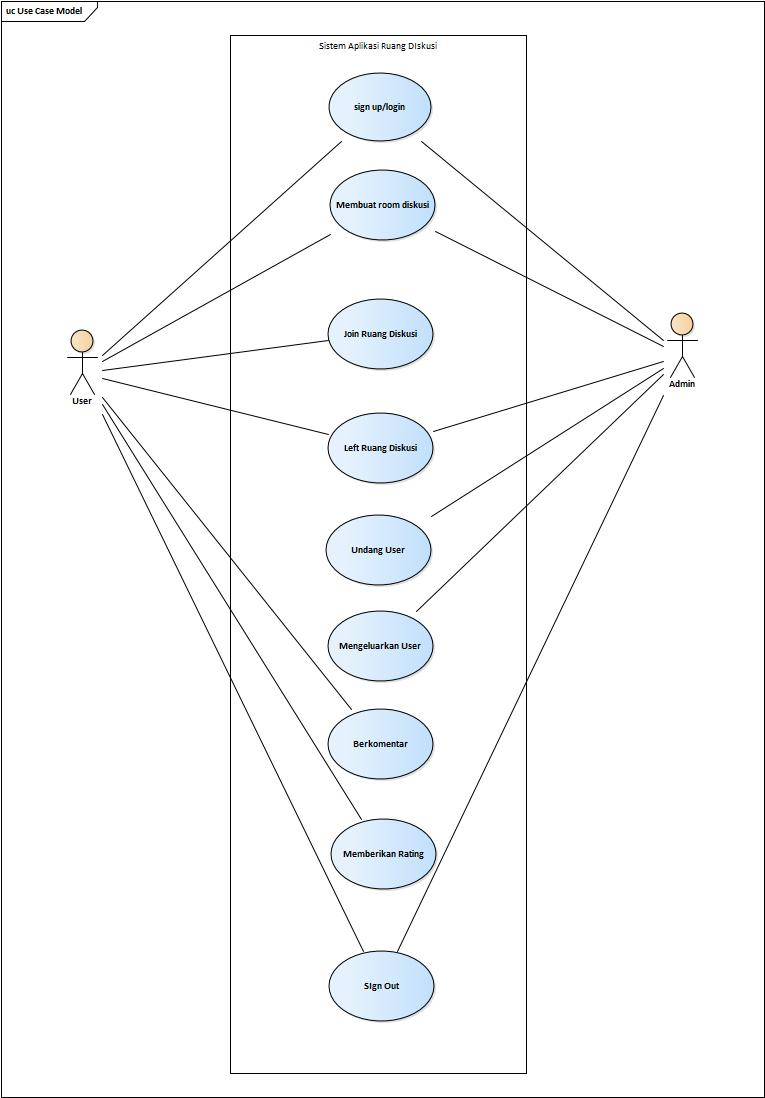 uc Use Case Model
Sistem Aplikasi Ruang DIskusi
sign up/login
Membuat room diskusi
Join Ruang Diskusi
User
Admin
Left Ruang Diskusi
Undang User
Mengeluarkan User
Berkomentar
Memberikan Rating
SIgn Out